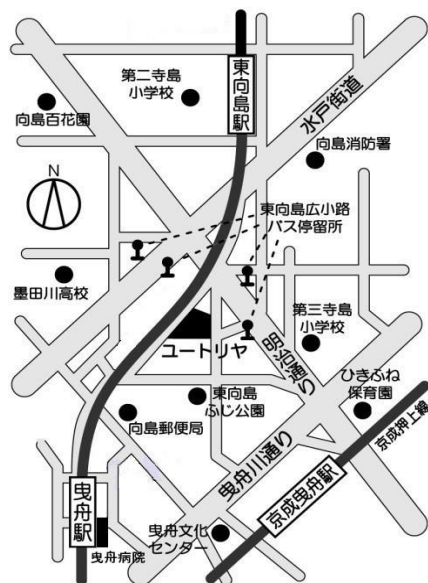 第二寺島
小学校
東向島駅
水戸街道
向島百花園
向島消防署
N
東向島広小路
バス停留所
墨田川高校
第三寺島
小学校
ユートリヤ
明治通り
ひきふね
保育園
東向島
ふじ公園
向島郵便局
京成押上線
曳舟川通り
京成曳舟駅
曳舟駅
曳舟文化
センター
曳舟病院